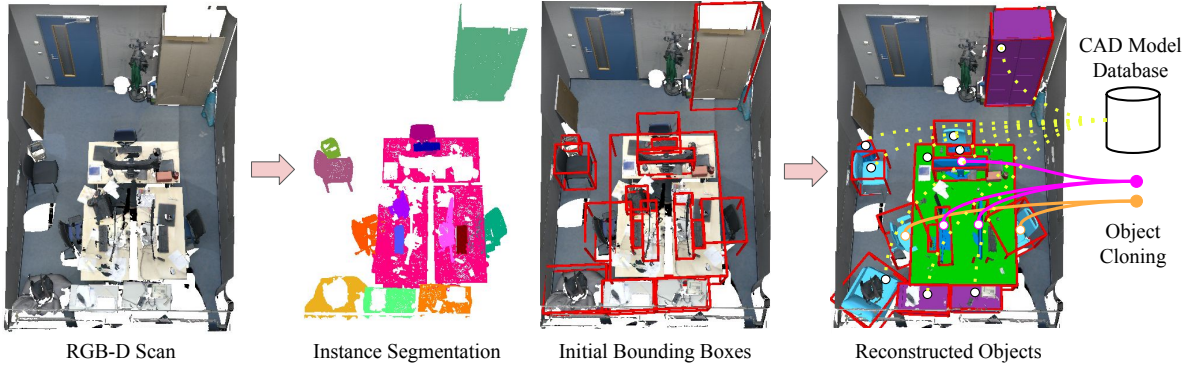 CAD Model
Database
Object
Cloning
RGB-D Scan
Instance Segmentation
Initial Bounding Boxes
Reconstructed Objects